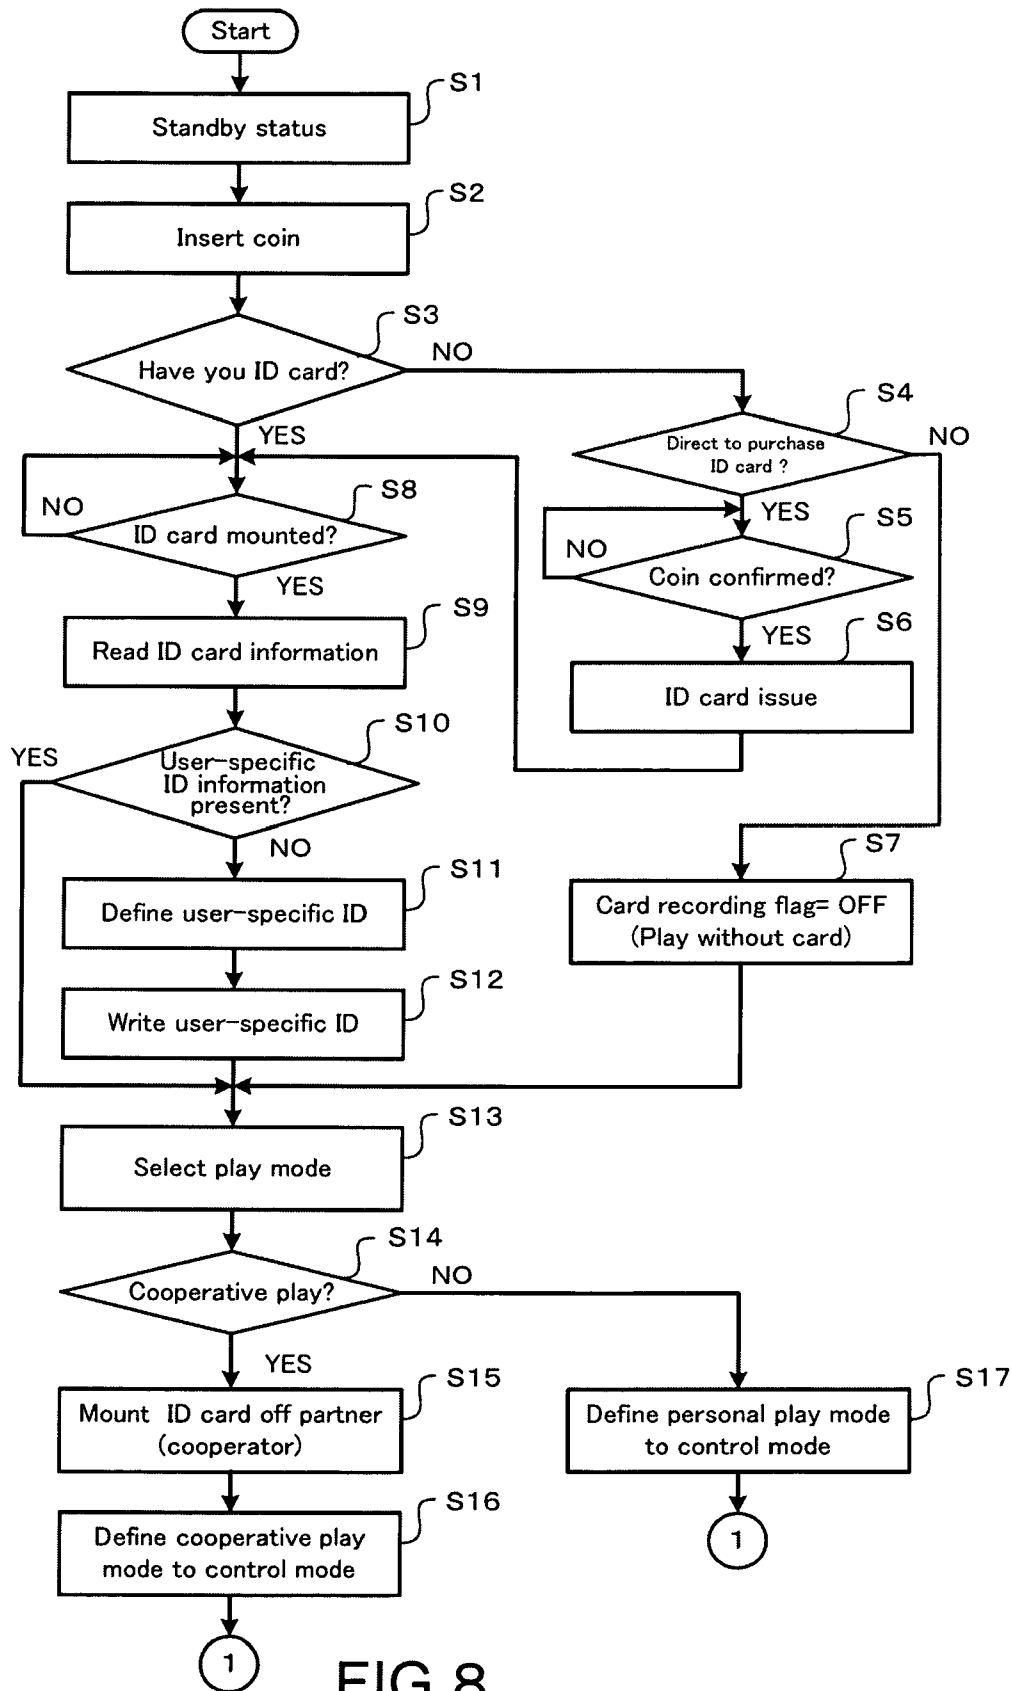 Start
S1
Standby status
S2
Insert coin
S3
Have you ID card?
NO
YES
S4
Direct to purchase
ID card ?
NO
YES
S5
Coin confirmed?
NO
YES
S6
ID card issue
S7
Card recording flag= OFF
(Play without card)
S8
ID card mounted?
NO
YES
S9
Read ID card information
S10
User-specific
ID information
present?
YES
NO
S11
Define user-specific ID
S12
Write user-specific ID
S13
Select play mode
S14
Cooperative play?
NO
YES
S15
Mount ID card off partner
(cooperator)
S16
Define cooperative play
mode to control mode
1
S17
Define personal play mode
to control mode
1
FIG.8